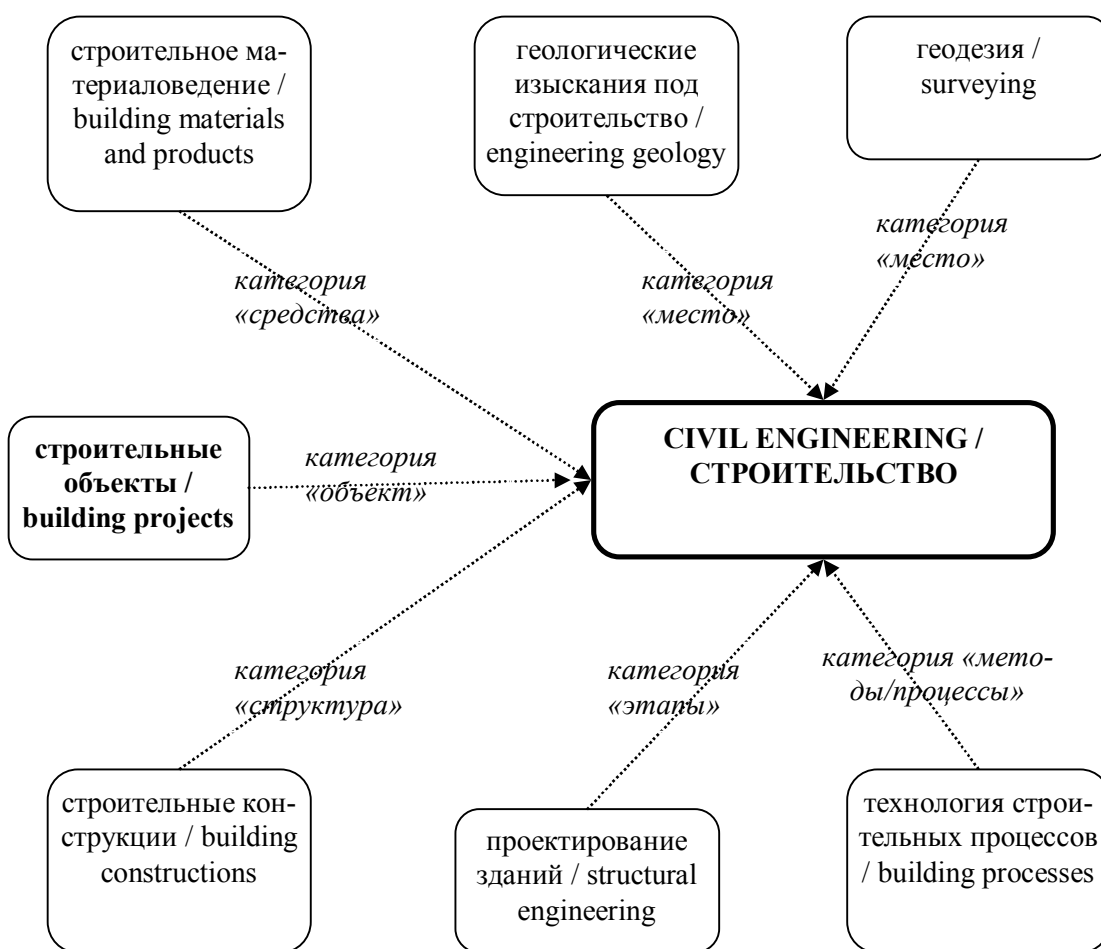 строительное ма-
териаловедение /
building materials
and products
геологические
изыскания под
строительство /
engineering geology
геодезия /
surveying
категория
«средства»
категория
«место»
категория
«место»
строительные
объекты /
building projects
категория
«объект»
CIVIL ENGINEERING /
СТРОИТЕЛЬСТВО
категория
«структура»
категория
«этапы»
категория «мето-
ды/процессы»
строительные кон-
струкции / building
constructions
проектирование
зданий / structural
engineering
технология строи-
тельных процессов
/ building processes